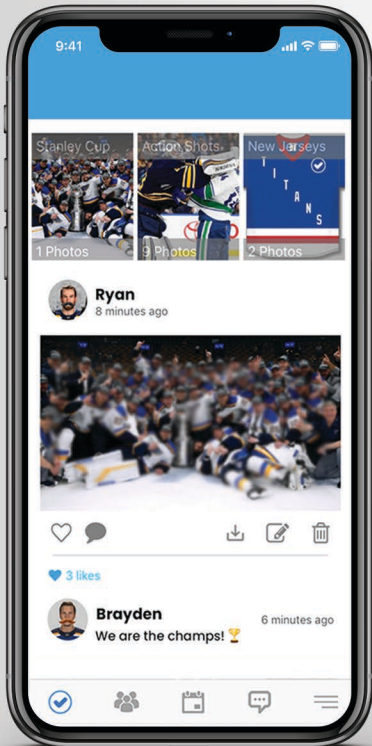 9:41
Stanley Cup
Action Shots
New Jerseys
TITANS
1 Photos
9 Photos
2 Photos
Ryan
8 minutes ago
3 likes
Brayden
6 minutes ago
We are the champs! 🏆